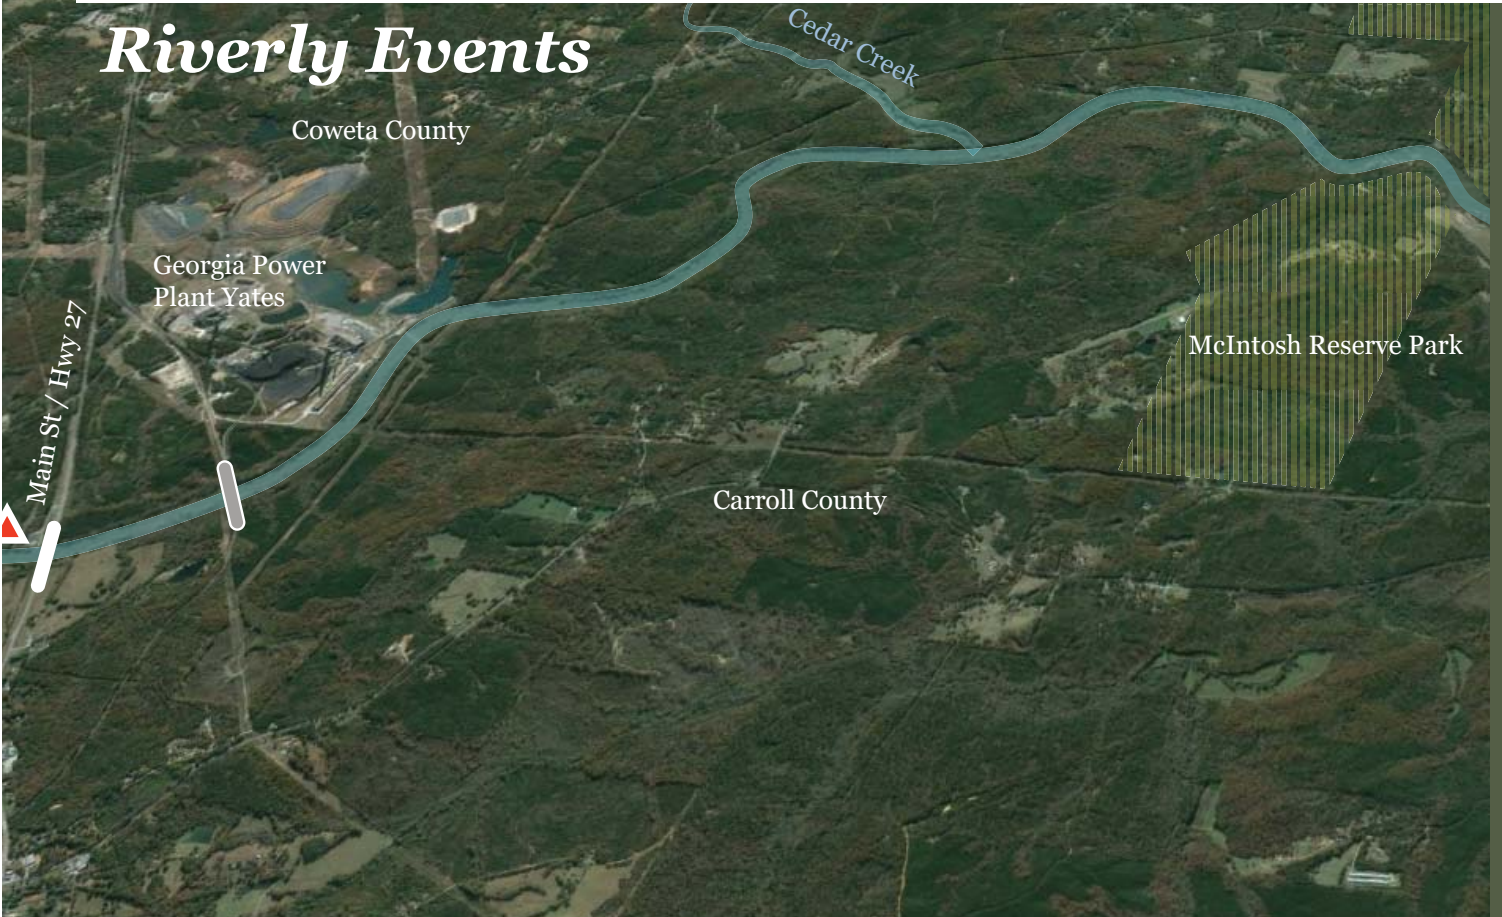 Riverly Events
Cedar Creek
Coweta County
Georgia Power
Plant Yates
Main St / Hwy 27
McIntosh Reserve Park
Carroll County